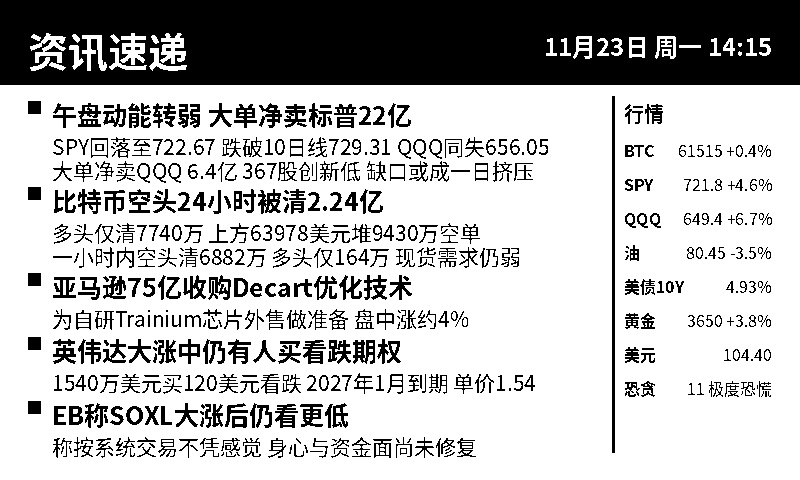 资讯速递
11月23日 周一 14:15
午盘动能转弱 大单净卖标普22亿
SPY回落至722.67 跌破10日线729.31 QQQ同失656.05
大单净卖QQQ 6.4亿 367股创新低 缺口或成一日挤压
比特币空头24小时被清2.24亿
多头仅清7740万 上方63978美元堆9430万空单
一小时内空头清6882万 多头仅164万 现货需求仍弱
亚马逊75亿收购Decart优化技术
为自研Trainium芯片外售做准备 盘中涨约4%
英伟达大涨中仍有人买看跌期权
1540万美元买120美元看跌 2027年1月到期 单价1.54
EB称SOXL大涨后仍看更低
称按系统交易不凭感觉 身心与资金面尚未修复
行情
BTC 61515 +0.4%
SPY 721.8 +4.6%
QQQ 649.4 +6.7%
油 80.45 -3.5%
美债10Y 4.93%
黄金 3650 +3.8%
美元 104.40
恐贪 11 极度恐慌